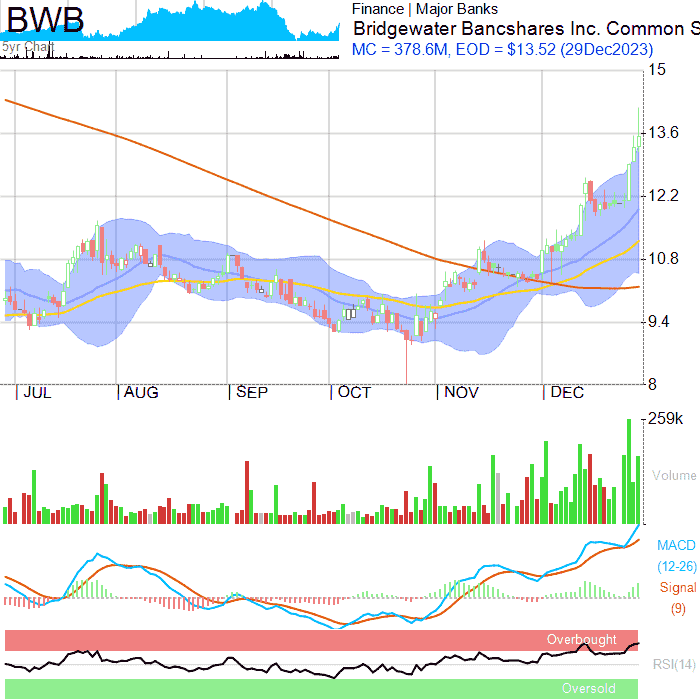 BWB
5yr Chart
Finance | Major Banks
Bridgewater Bancshares Inc. Common S
MC = 378.6M, EOD = $13.52 (29Dec2023)
15
13.6
12.2
10.8
9.4
8
JUL AUG SEP OCT NOV DEC
259k
Volume
MACD
(12-26)
Signal
(9)
Overbought
RSI(14)
Oversold